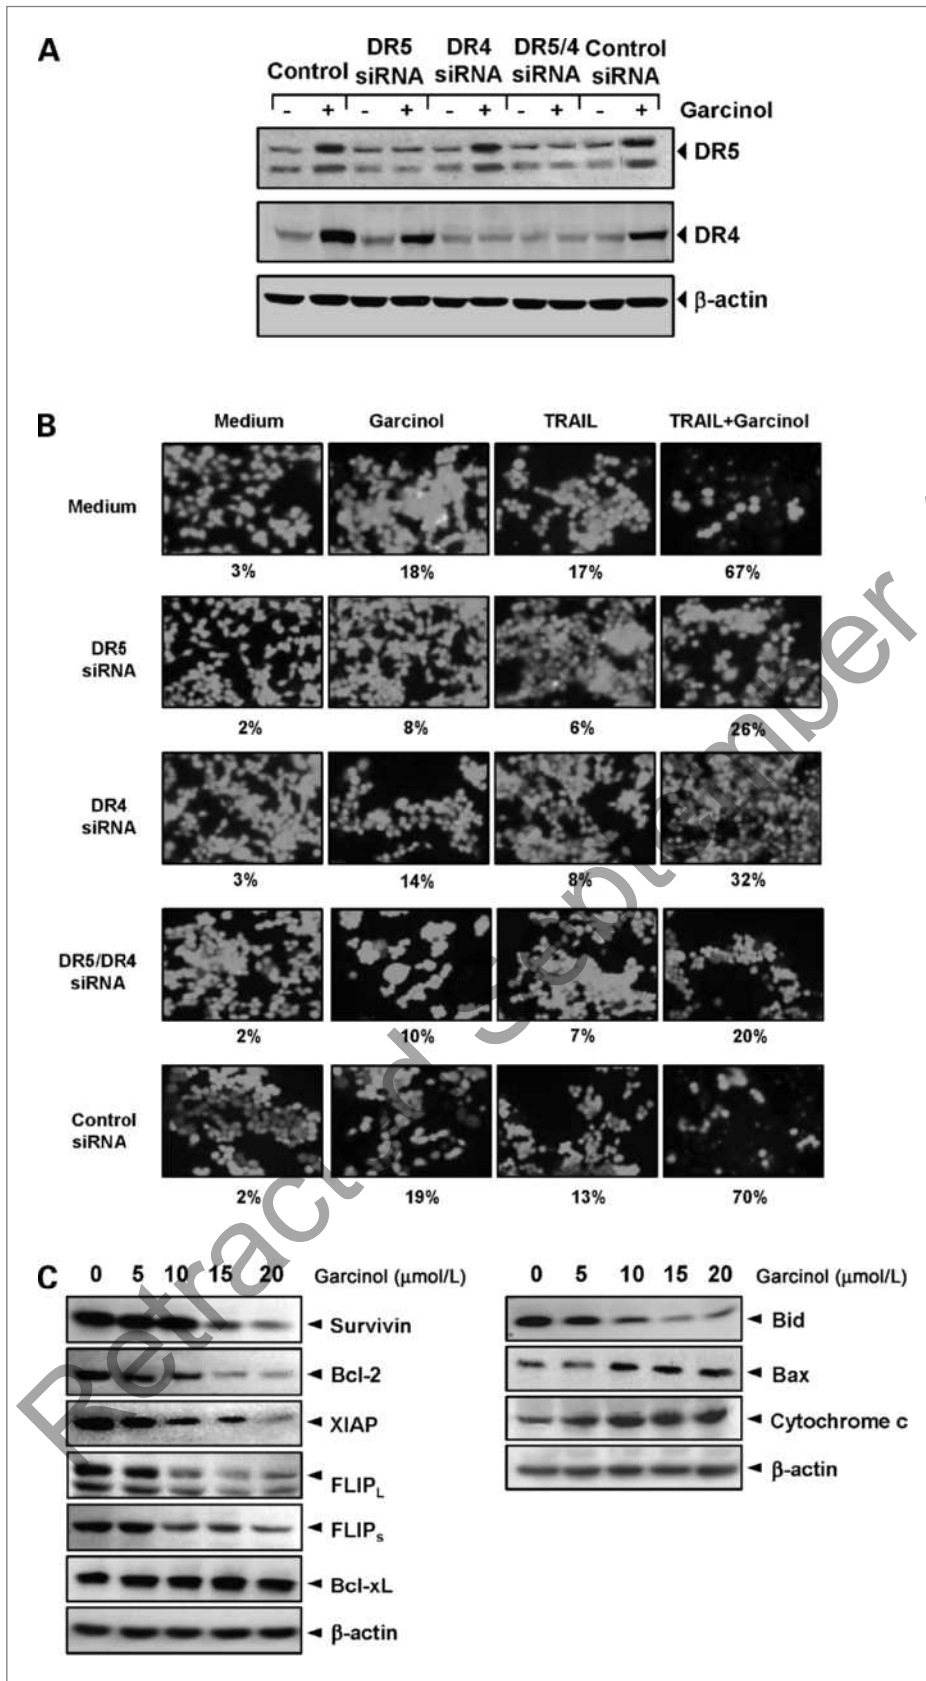 A
Control
DR5 siRNA
DR4 siRNA
DR5/4 siRNA
Control siRNA
- + - + - + - + - + Garcinol
DR5
DR4
β-actin
B
Medium Garcinol TRAIL TRAIL+Garcinol
Medium
3% 18% 17% 67%
DR5 siRNA
2% 8% 6% 26%
DR4 siRNA
3% 14% 8% 32%
DR5/DR4 siRNA
2% 10% 7% 20%
Control siRNA
2% 19% 13% 70%
C
0 5 10 15 20 Garcinol (μmol/L)
Survivin
Bcl-2
XIAP
FLIPL
FLIPs
Bcl-xL
β-actin
0 5 10 15 20 Garcinol (μmol/L)
Bid
Bax
Cytochrome c
β-actin
September